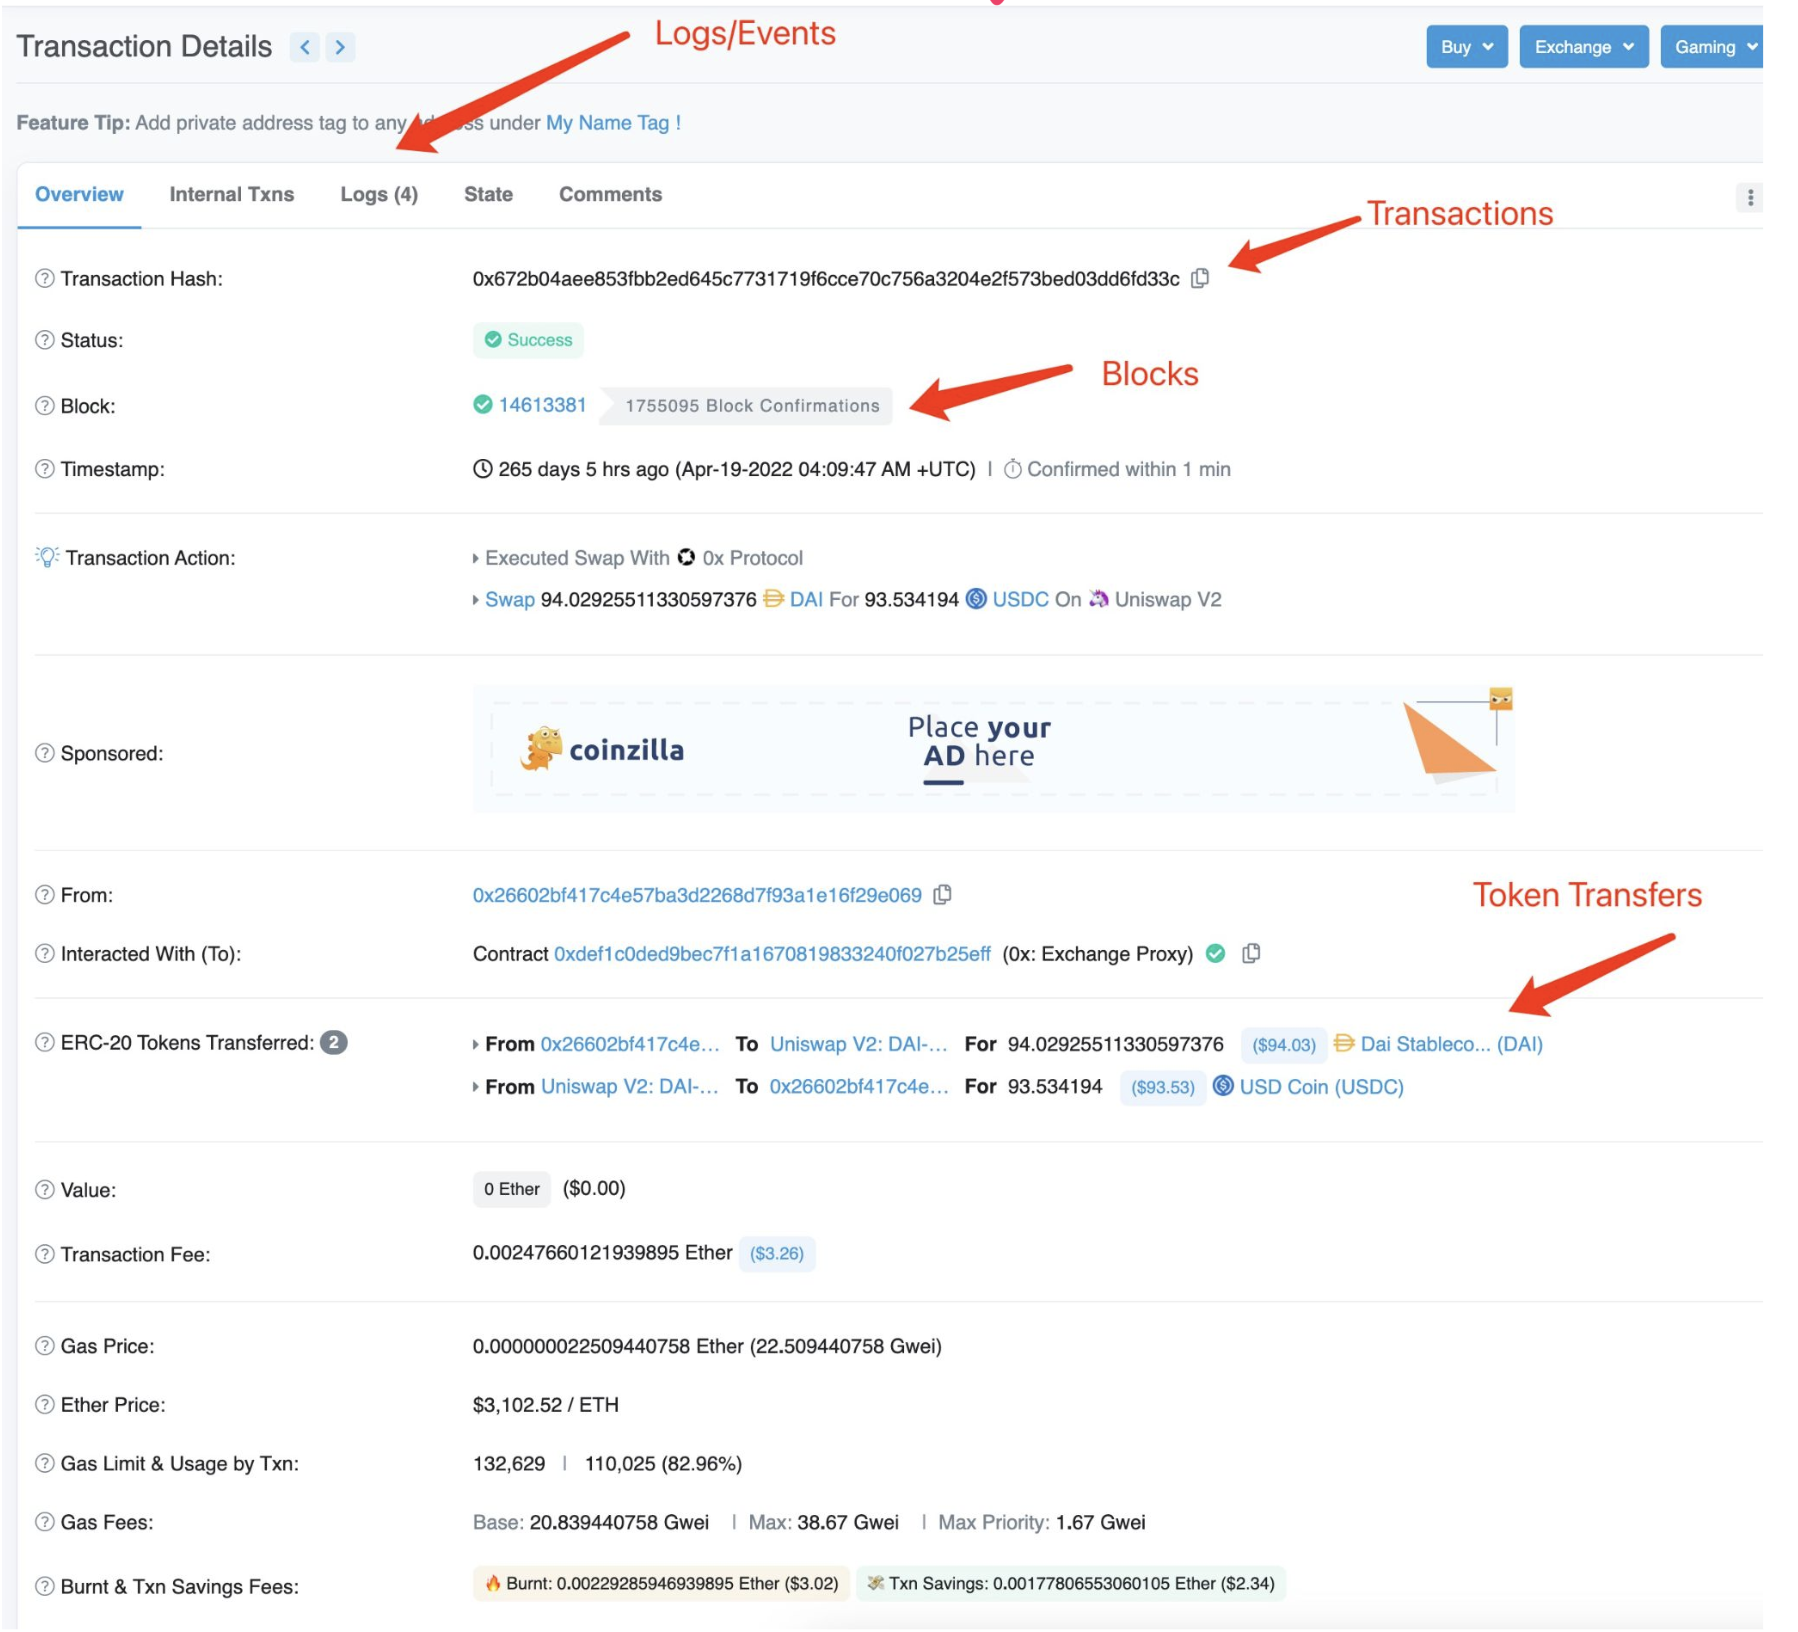 Logs/Events
Transaction Details
Buy
Exchange
Gaming
Feature Tip: Add private address tag to any under My Name Tag !
Overview
Internal Txns
Logs (4)
State
Comments
Transactions
Transaction Hash: 0x672b04aee853fbb2ed645c7731719f6cce70c756a3204e2f573bed03dd6fd33c
Status: Success
Blocks
Block: 14613381 1755095 Block Confirmations
Timestamp: 265 days 5 hrs ago (Apr-19-2022 04:09:47 AM +UTC) | Confirmed within 1 min
Transaction Action: Executed Swap With 0x Protocol
Swap 94.02925511330597376 DAI For 93.534194 USDC On Uniswap V2
Place your
Sponsored: coinzilla AD here
From: 0x26602bf417c4e57ba3d2268d7f93a1e16f29e069
Token Transfers
Interacted With (To): Contract 0xdef1c0ded9bec7f1a1670819833240f027b25eff (0x: Exchange Proxy)
ERC-20 Tokens Transferred: 2 From 0x26602bf417c4e... To Uniswap V2: DAI-... For 94.02925511330597376 ($94.03) Dai Stableco... (DAI)
From Uniswap V2: DAI-... To 0x26602bf417c4e... For 93.534194 ($93.53) USD Coin (USDC)
Value: 0 Ether ($0.00)
Transaction Fee: 0.00247660121939895 Ether ($3.26)
Gas Price: 0.000000022509440758 Ether (22.509440758 Gwei)
Ether Price: $3,102.52 / ETH
Gas Limit & Usage by Txn: 132,629 | 110,025 (82.96%)
Gas Fees: Base: 20.839440758 Gwei | Max: 38.67 Gwei | Max Priority: 1.67 Gwei
Burnt & Txn Savings Fees: Burnt: 0.00229285946939895 Ether ($3.02) Txn Savings: 0.00177806553060105 Ether ($2.34)